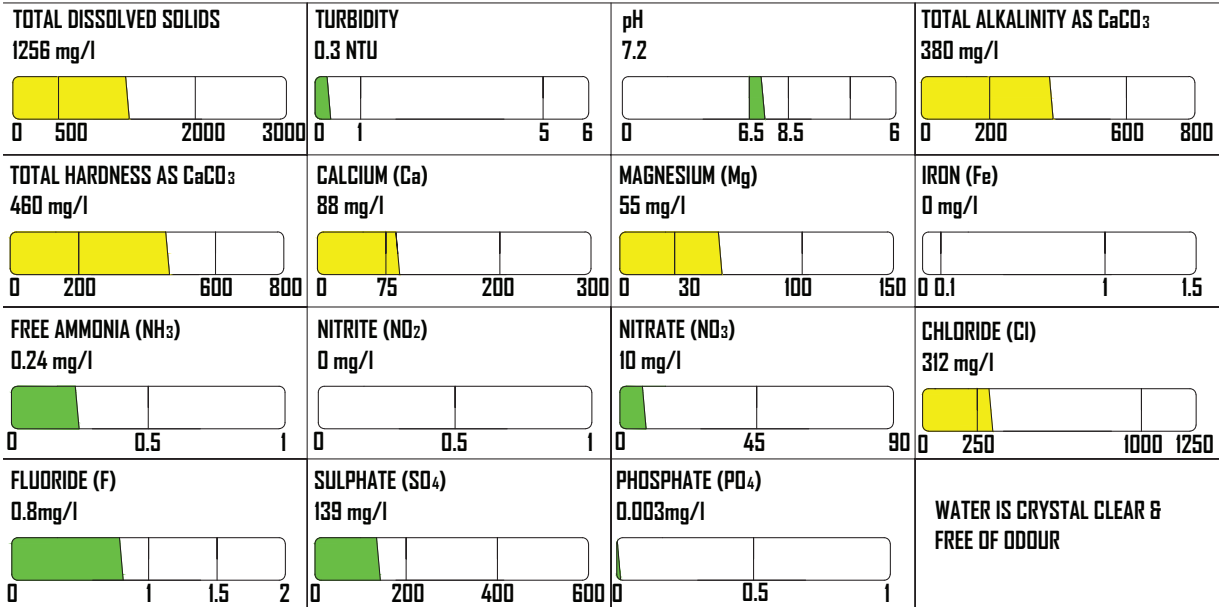 TOTAL DISSOLVED SOLIDS
1256 mg/l
0 500 2000 3000
TURBIDITY
0.3 NTU
0 1 5 6
pH
7.2
0 6.5 8.5 6
TOTAL ALKALINITY AS CaCO3
380 mg/l
0 200 600 800
TOTAL HARDNESS AS CaCO3
460 mg/l
0 200 600 800
CALCIUM (Ca)
88 mg/l
0 75 200 300
MAGNESIUM (Mg)
55 mg/l
0 30 100 150
IRON (Fe)
0 mg/l
0 0.1 1 1.5
FREE AMMONIA (NH3)
0.24 mg/l
0 0.5 1
NITRITE (NO2)
0 mg/l
0 0.5 1
NITRATE (NO3)
10 mg/l
0 45 90
CHLORIDE (Cl)
312 mg/l
0 250 1000 1250
FLUORIDE (F)
0.8mg/l
0 1 1.5 2
SULPHATE (SO4)
139 mg/l
0 200 400 600
PHOSPHATE (PO4)
0.003mg/l
0 0.5 1
WATER IS CRYSTAL CLEAR &
FREE OF ODOUR